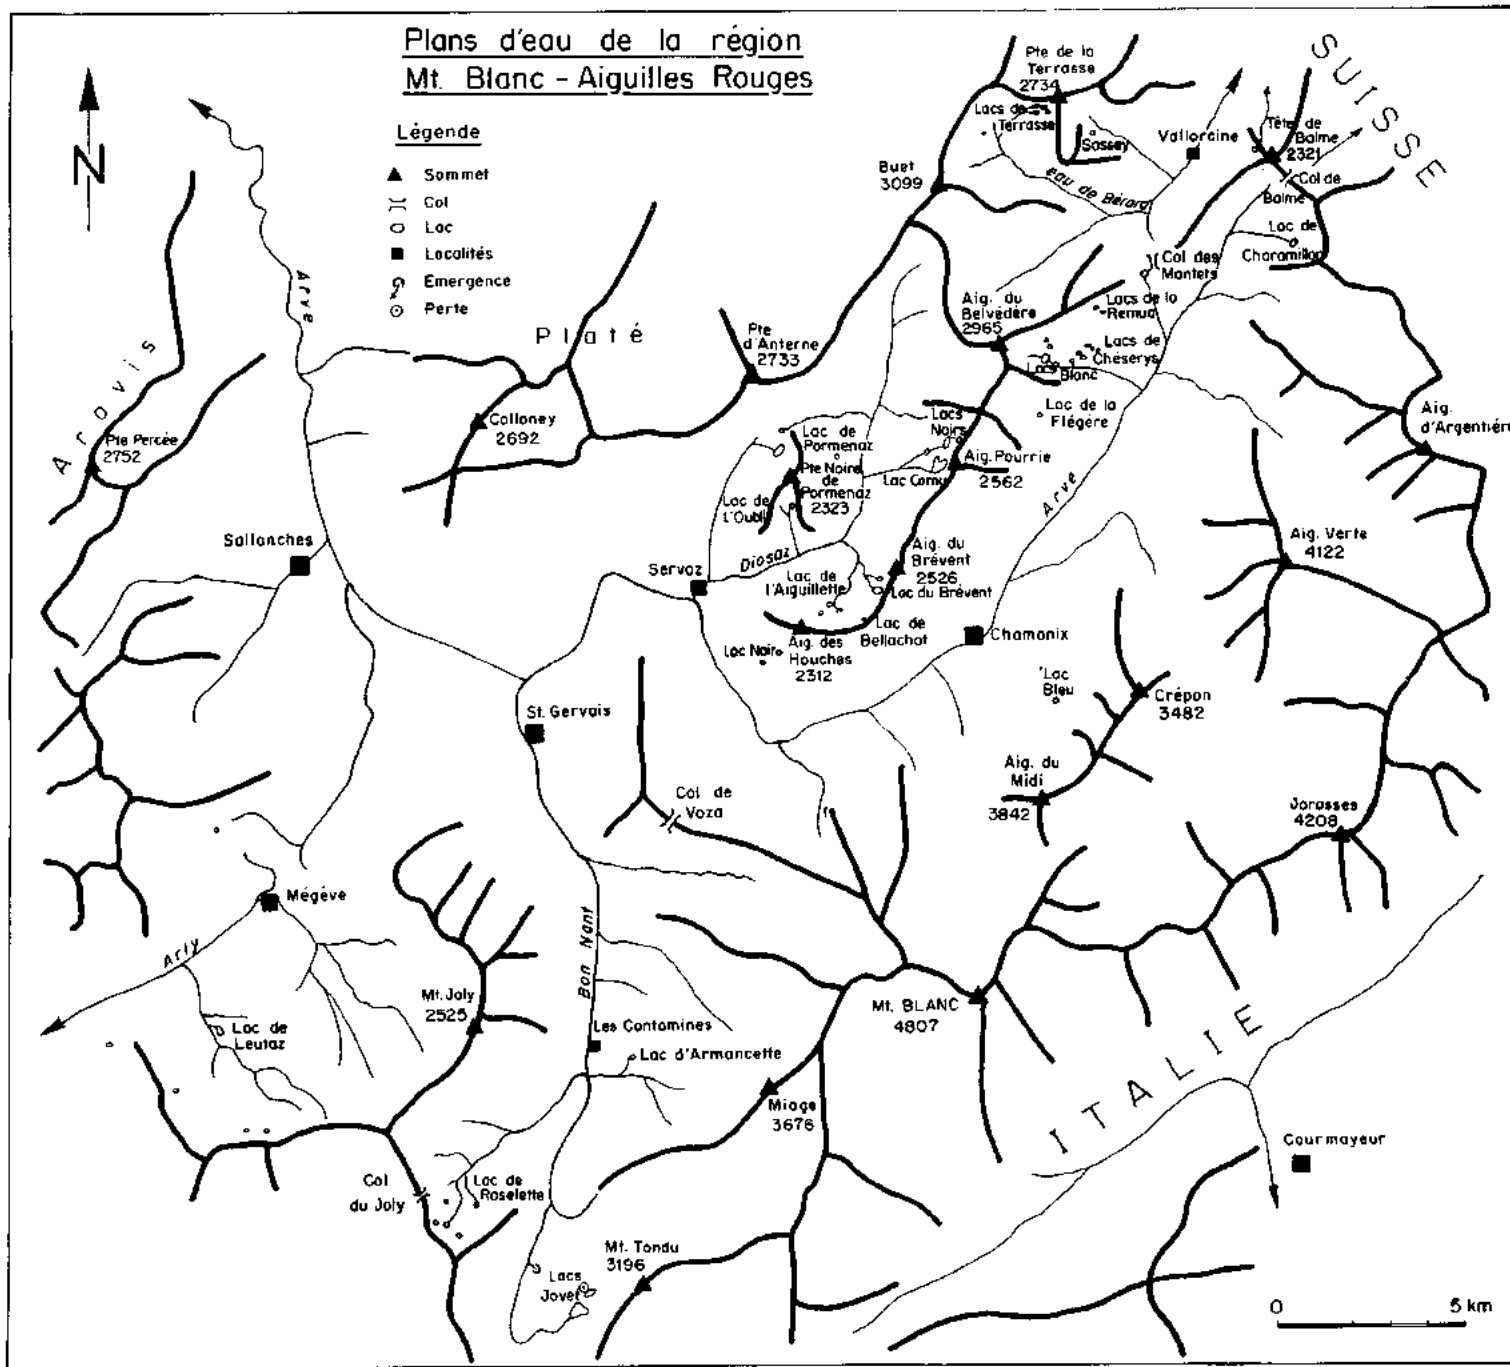 Plans d'eau de la région
Mt. Blanc - Aiguilles Rouges
N
Légende
Sommet
Col
Lac
Localités
Emergence
Perte
SUISSE
Pte de la
Terrasse
2734
Lacs de
Terrasse
Sassey
Vallorcine
Tête de
Balme
2321
Col de
Balme
Buet
3099
eau de Bérard
Lac de
Charamillon
Col des
Montets
Arve
Aravis
Pte Percée
2752
Platé
Colloney
2692
Pte
d'Anterne
2733
Aig. du
Belvédère
2965
Lacs de la
Remua
Lacs de
Chéserys
Lacs Blanc
Lac de la
Flégère
Aig.
d'Argentière
Lacs
Noirs
Lac de
Pormenaz
Pte Noire
de
Pormenaz
2323
Lac Cornu
Aig. Pourrie
2562
Lac de
L'Oubli
Arve
Sallanches
Servoz
Diosaz
Aig. du
Brévent
2526
Lac de
l'Aiguillette
Lac du Brévent
Lac de
Bellachat
Aig. Verte
4122
Chamonix
Lac Noir
Aig. des
Houches
2312
Lac
Bleu
Crépon
3482
St. Gervais
Aig. du
Midi
3842
Col de
Voza
Jorasses
4208
Mégéve
Arly
Bon Nant
Mt. Joly
2525
Mt. BLANC
4807
Lac de
Leutaz
Les Contamines
Lac d'Armancette
ITALIE
Miage
3676
Courmayeur
Col
du Joly
Lac de
Roselette
Mt. Tondu
3196
Lacs
Jovet
0 5 km